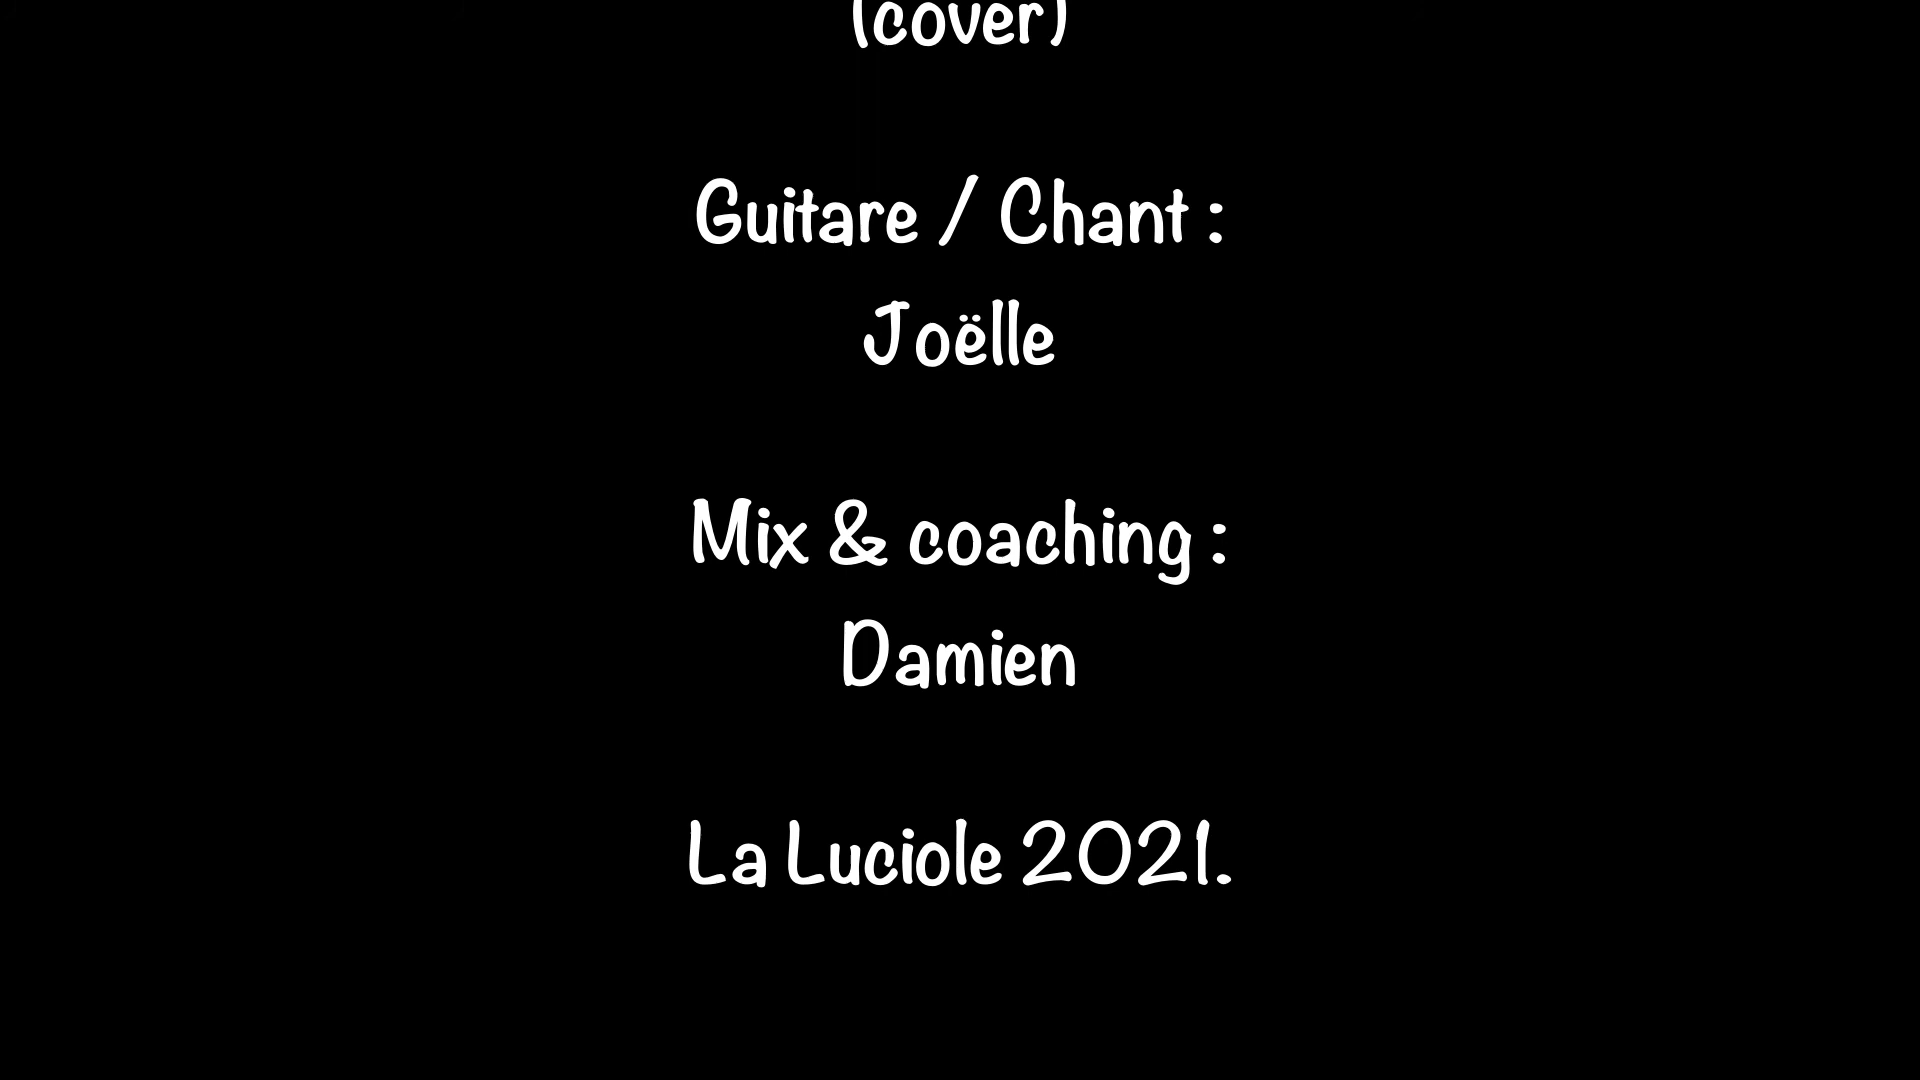 (cover)
Guitare / Chant :
Joëlle
Mix & coaching :
Damien
La Luciole 2021.